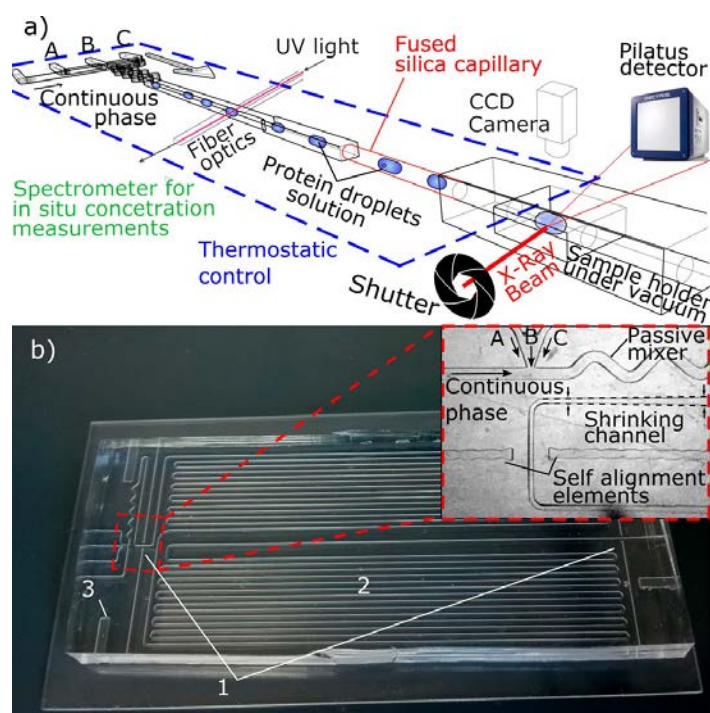 a)
A
B
C
Continuous
phase
UV light
Fiber
optics
Fused
silica capillary
CCD
Camera
Pilatus
detector
Protein droplets
solution
Spectrometer for
in situ concetration
measurements
Thermostatic
control
Shutter
X-Ray
Beam
Sample holder
under vacuum
b)
A
B
C
Passive
mixer
Continuous
phase
Shrinking
channel
Self alignment
elements
3
2
1